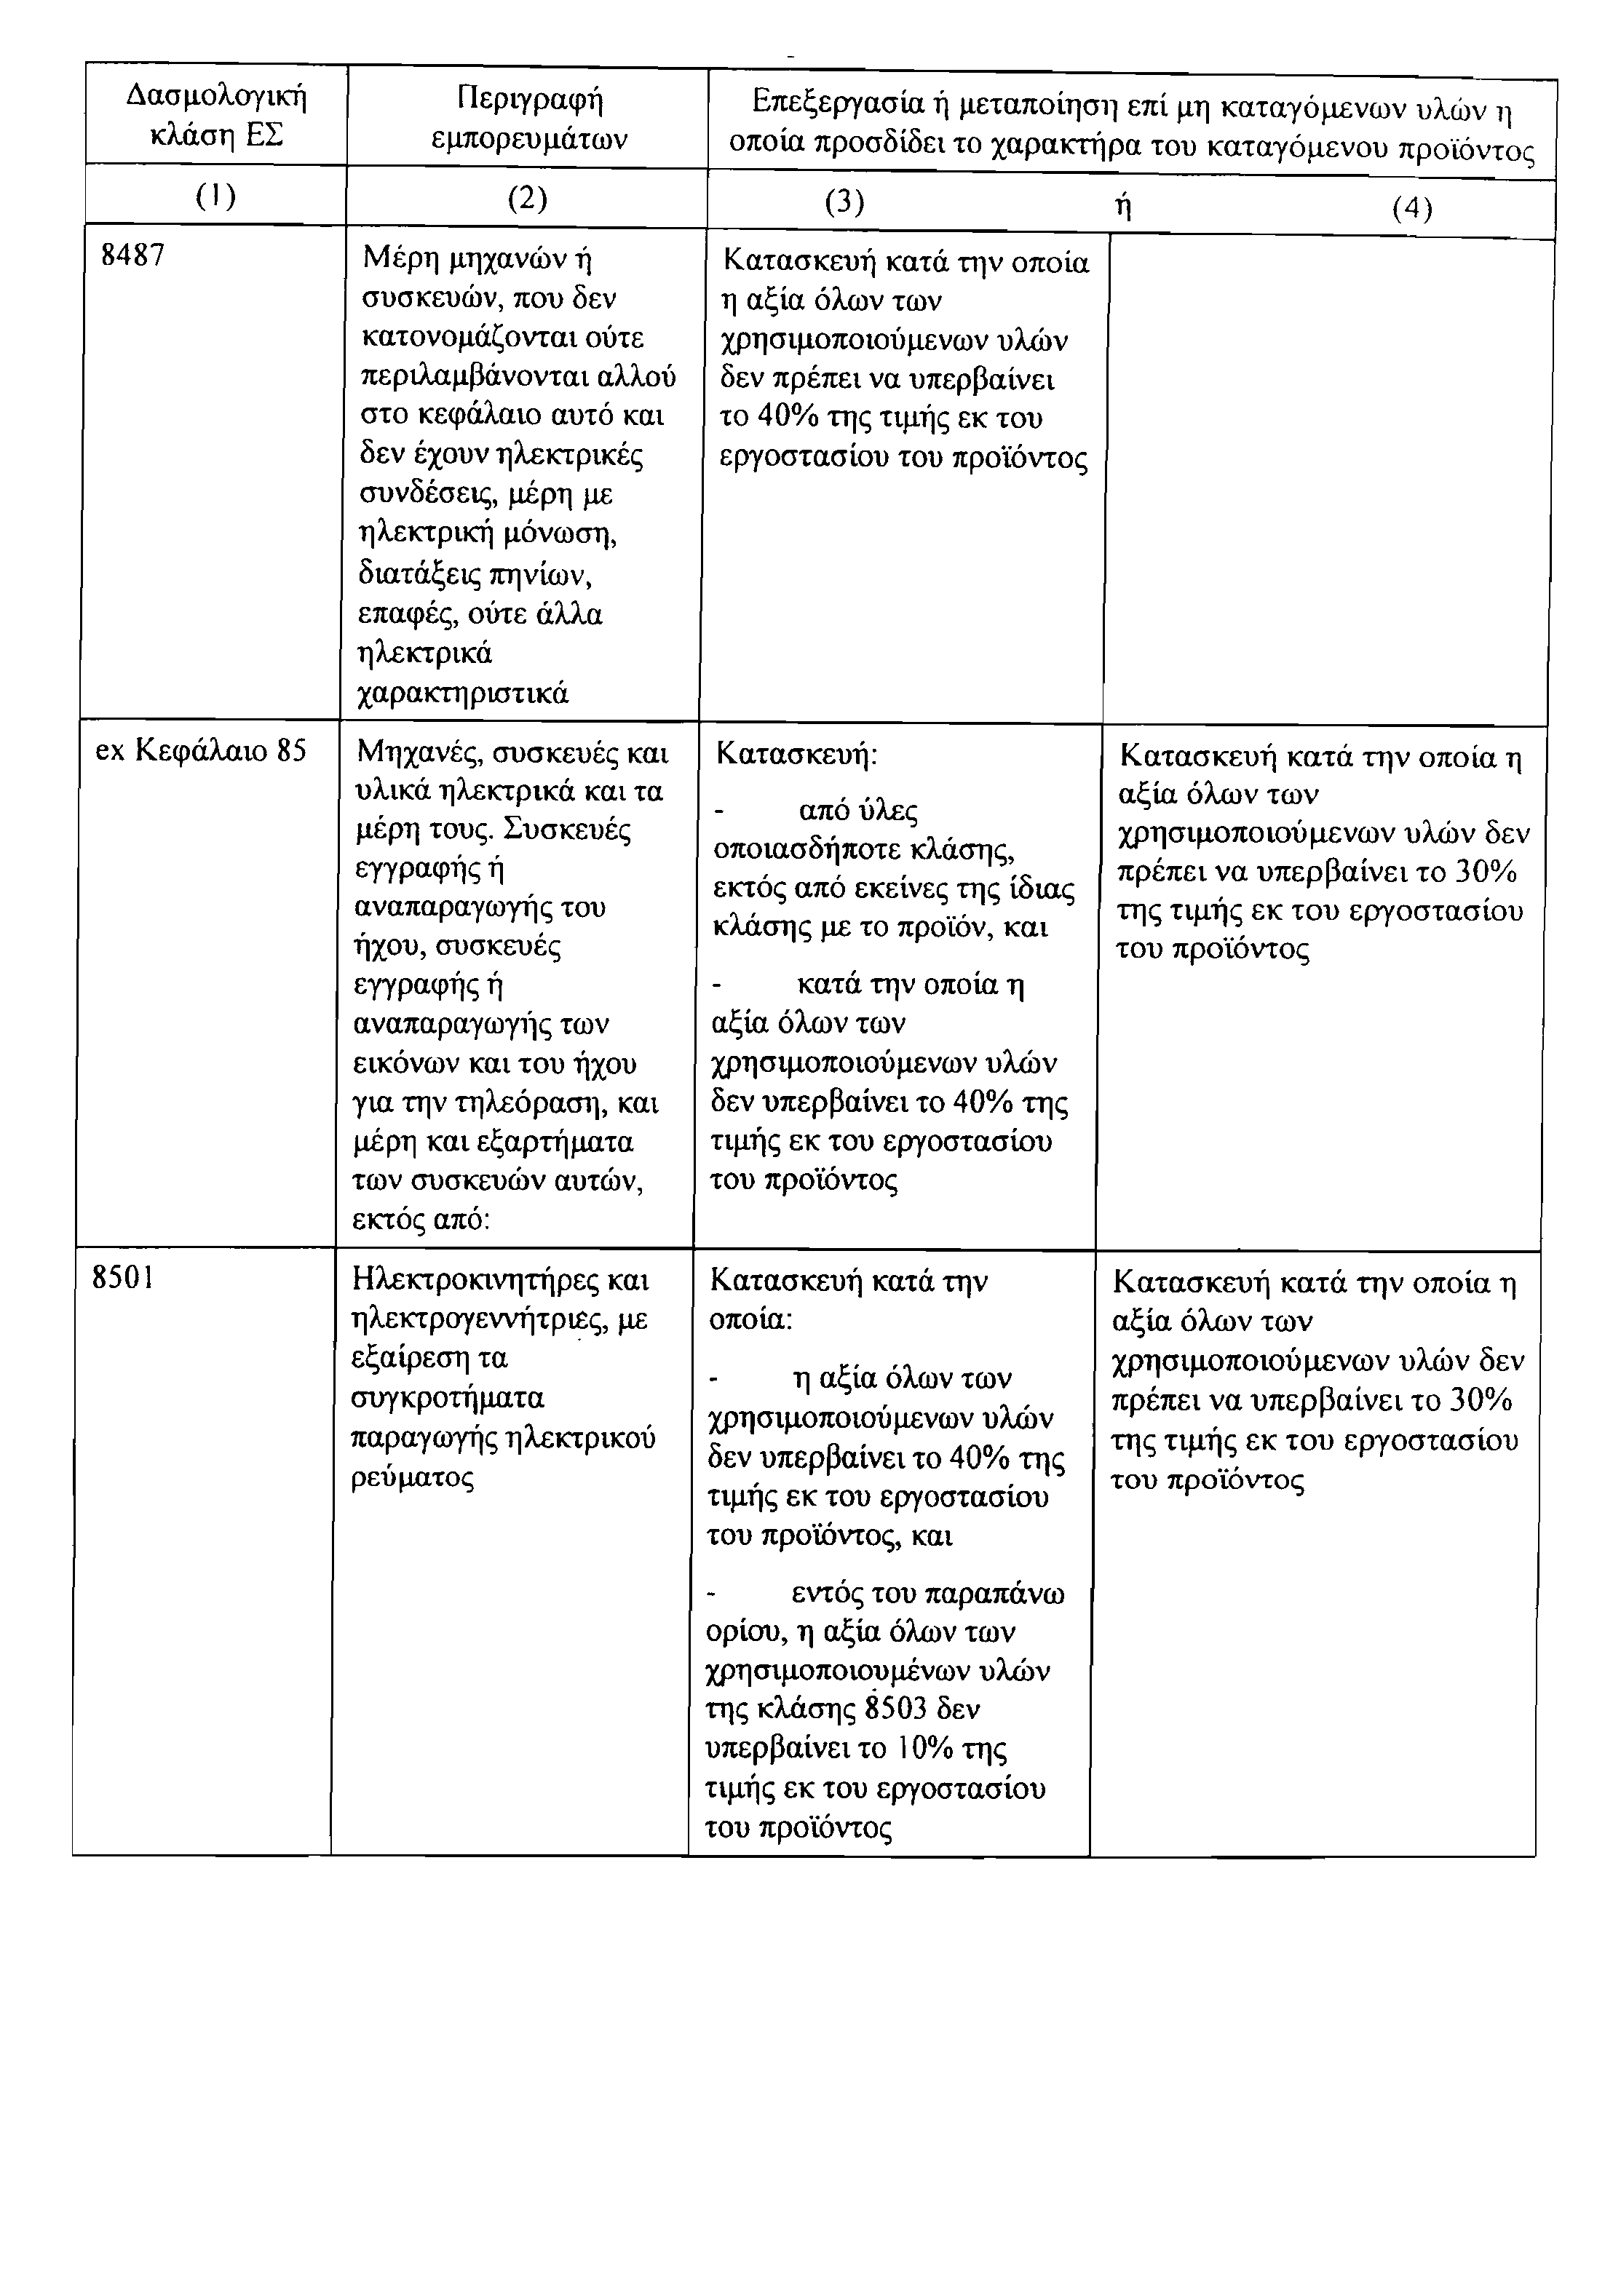 Δασμολογική
κλάση ΕΣ
Περιγραφή
εμπορευμάτων
Επεξεργασία ή μεταποίηση επί μη καταγόμενων υλών η
οποία προσδίδει το χαρακτήρα του καταγόμενου προϊόντος
(1)
(2)
(3) ή (4)
8487
Μέρη μηχανών ή
συσκευών, που δεν
κατονομάζονται ούτε
περιλαμβάνονται αλλού
στο κεφάλαιο αυτό και
δεν έχουν ηλεκτρικές
συνδέσεις, μέρη με
ηλεκτρική μόνωση,
διατάξεις πηνίων,
επαφές, ούτε άλλα
ηλεκτρικά
χαρακτηριστικά
Κατασκευή κατά την οποία
η αξία όλων των
χρησιμοποιούμενων υλών
δεν πρέπει να υπερβαίνει
το 40% της τιμής εκ του
εργοστασίου του προϊόντος
ex Κεφάλαιο 85
Μηχανές, συσκευές και
υλικά ηλεκτρικά και τα
μέρη τους. Συσκευές
εγγραφής ή
αναπαραγωγής του
ήχου, συσκευές
εγγραφής ή
αναπαραγωγής των
εικόνων και του ήχου
για την τηλεόραση, και
μέρη και εξαρτήματα
των συσκευών αυτών,
εκτός από:
Κατασκευή:
- από ύλες
οποιασδήποτε κλάσης,
εκτός από εκείνες της ίδιας
κλάσης με το προϊόν, και
- κατά την οποία η
αξία όλων των
χρησιμοποιούμενων υλών
δεν υπερβαίνει το 40% της
τιμής εκ του εργοστασίου
του προϊόντος
Κατασκευή κατά την οποία η
αξία όλων των
χρησιμοποιούμενων υλών δεν
πρέπει να υπερβαίνει το 30%
της τιμής εκ του εργοστασίου
του προϊόντος
8501
Ηλεκτροκινητήρες και
ηλεκτρογεννήτριες, με
εξαίρεση τα
συγκροτήματα
παραγωγής ηλεκτρικού
ρεύματος
Κατασκευή κατά την
οποία:
- η αξία όλων των
χρησιμοποιούμενων υλών
δεν υπερβαίνει το 40% της
τιμής εκ του εργοστασίου
του προϊόντος, και
- εντός του παραπάνω
ορίου, η αξία όλων των
χρησιμοποιουμένων υλών
της κλάσης 8503 δεν
υπερβαίνει το 10% της
τιμής εκ του εργοστασίου
του προϊόντος
Κατασκευή κατά την οποία η
αξία όλων των
χρησιμοποιούμενων υλών δεν
πρέπει να υπερβαίνει το 30%
της τιμής εκ του εργοστασίου
του προϊόντος